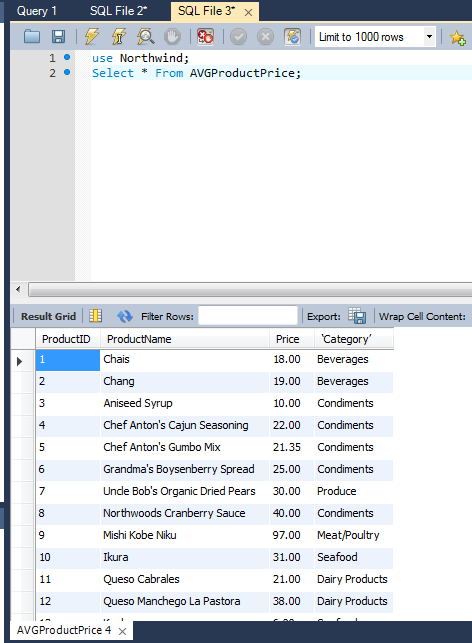 Query 1 SQL File 2* SQL File 3* ×
Limit to 1000 rows
1 use Northwind;
2 Select * From AVGProductPrice;
Result Grid Filter Rows: Export: Wrap Cell Content:
ProductID ProductName Price 'Category'
1 Chais 18.00 Beverages
2 Chang 19.00 Beverages
3 Aniseed Syrup 10.00 Condiments
4 Chef Anton's Cajun Seasoning 22.00 Condiments
5 Chef Anton's Gumbo Mix 21.35 Condiments
6 Grandma's Boysenberry Spread 25.00 Condiments
7 Uncle Bob's Organic Dried Pears 30.00 Produce
8 Northwoods Cranberry Sauce 40.00 Condiments
9 Mishi Kobe Niku 97.00 Meat/Poultry
10 Ikura 31.00 Seafood
11 Queso Cabrales 21.00 Dairy Products
12 Queso Manchego La Pastora 38.00 Dairy Products
AVGProductPrice 4 ×